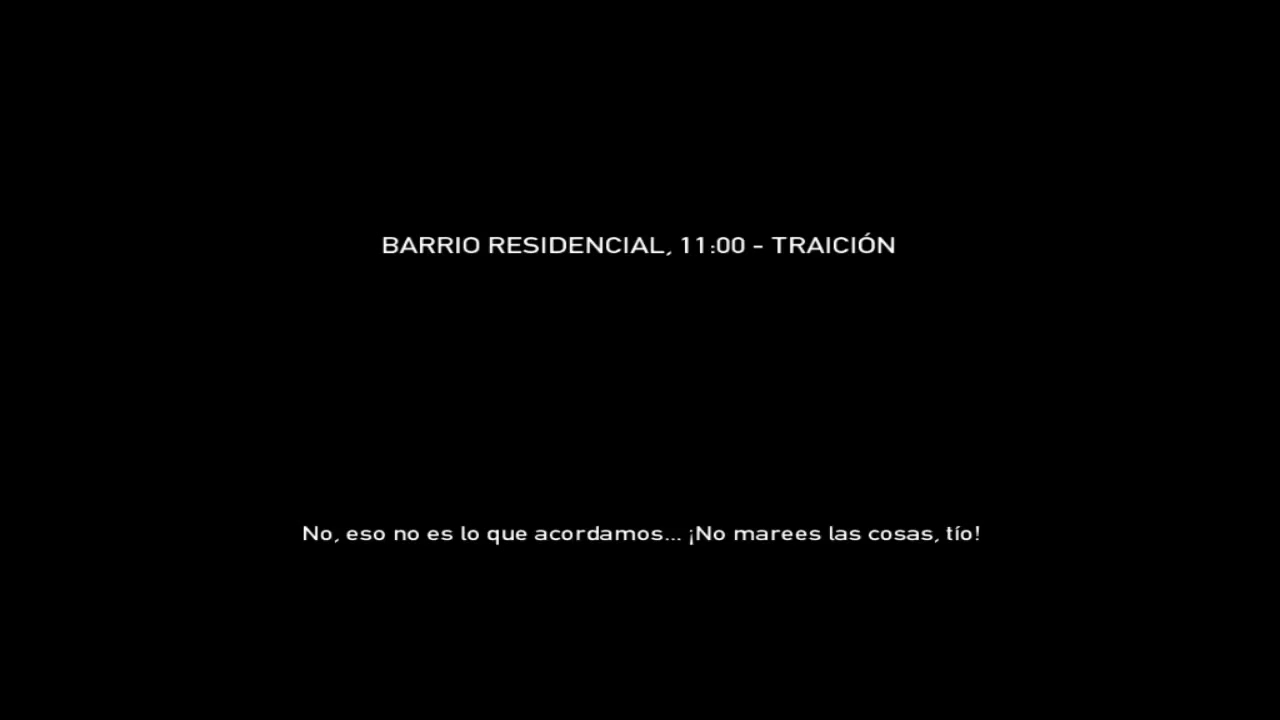 BARRIO RESIDENCIAL, 11:00 - TRAICIÓN
No, eso no es lo que acordamos... ¡No marees las cosas, tío!